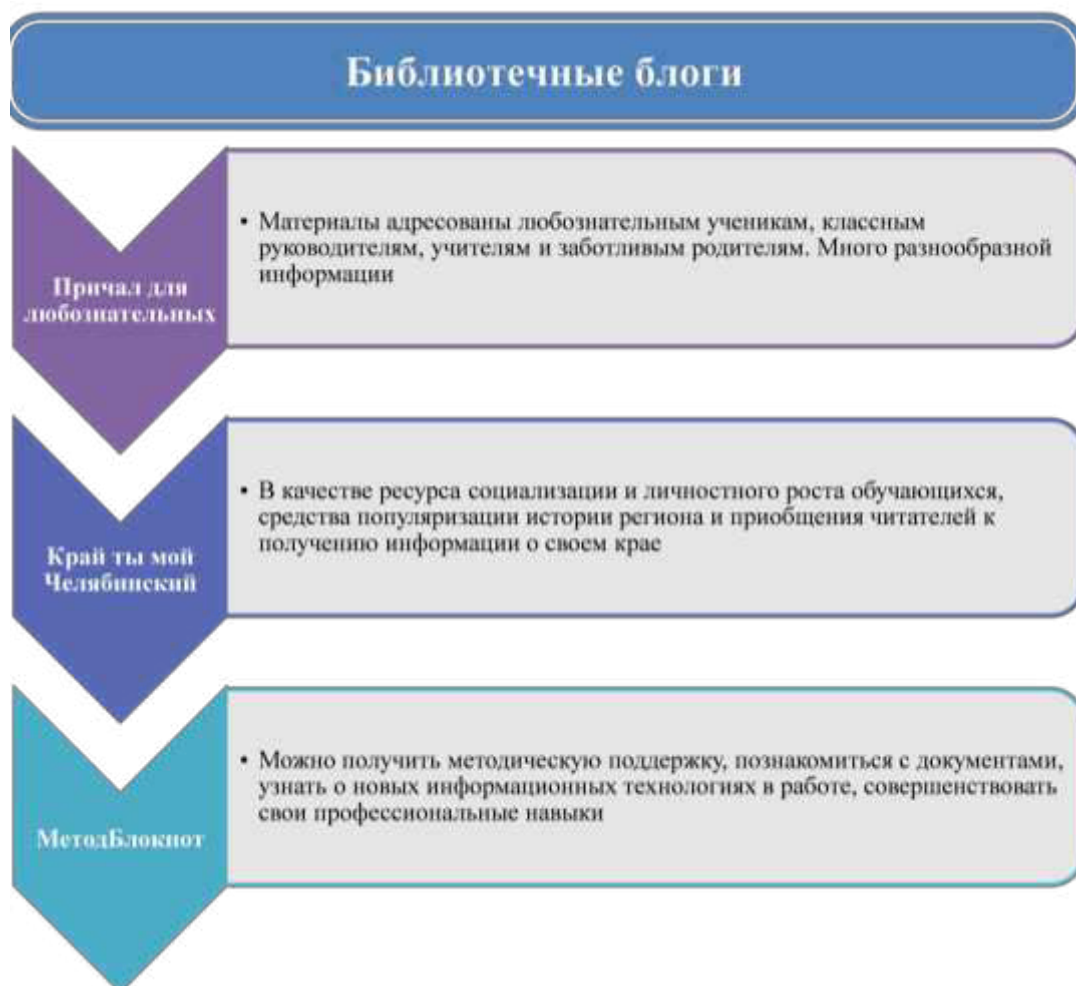 Библиотечные блоги
Причал для
любознательных
• Материалы адресованы любознательным ученикам, классным
руководителям, учителям и заботливым родителям. Много разнообразной
информации
Край ты мой
Челябинский
• В качестве ресурса социализации и личностного роста обучающихся,
средства популяризации истории региона и приобщения читателей к
получению информации о своем крае
МетодБлокнот
• Можно получить методическую поддержку, познакомиться с документами,
узнать о новых информационных технологиях в работе, совершенствовать
свои профессиональные навыки